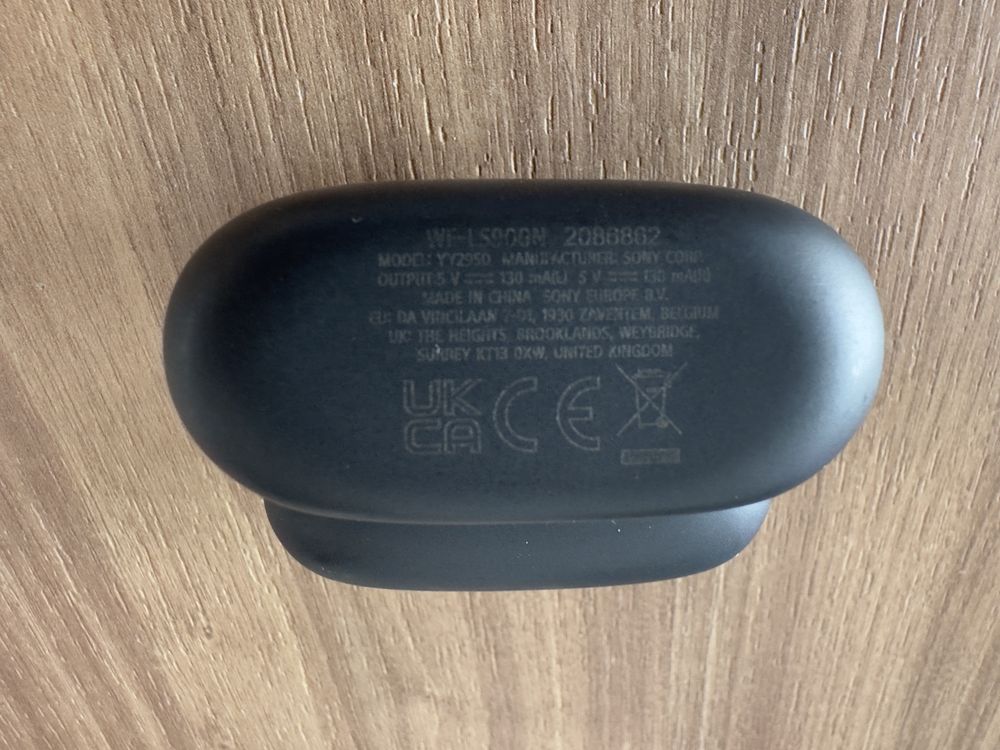 WF-LS900N 2086862
MODEL: YY2950 MANUFACTURER: SONY CORP.
OUTPUT: 5 V ⎓ 130 mA(L) 5 V ⎓ 130 mA(R)
MADE IN CHINA SONY EUROPE B.V.
EU: DA VINCILAAN 7-D1, 1930 ZAVENTEM, BELGIUM
UK: THE HEIGHTS, BROOKLANDS, WEYBRIDGE,
SURREY KT13 0XW, UNITED KINGDOM
UK
CA CE